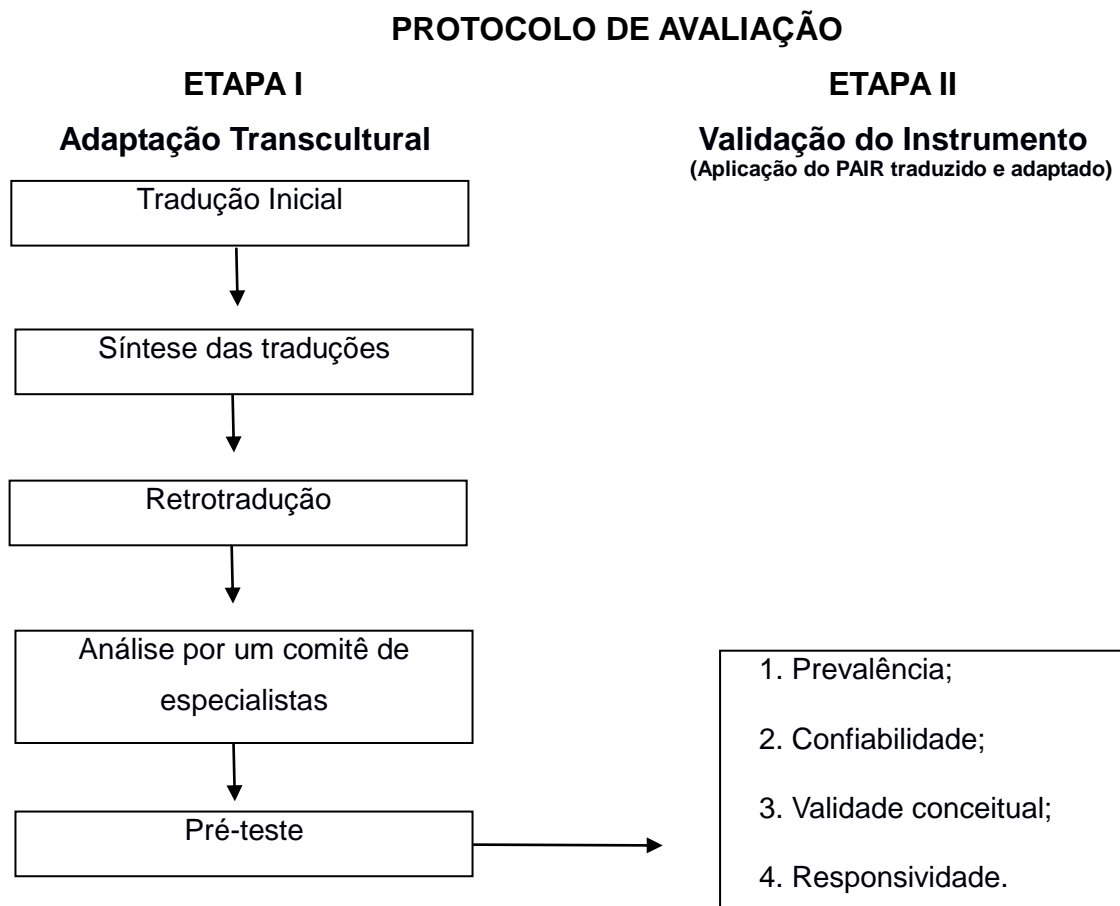 PROTOCOLO DE AVALIAÇÃO
ETAPA I
Adaptação Transcultural
Tradução Inicial
Síntese das traduções
Retrotradução
Análise por um comitê de
especialistas
Pré-teste
ETAPA II
Validação do Instrumento
(Aplicação do PAIR traduzido e adaptado)
1. Prevalência;
2. Confiabilidade;
3. Validade conceitual;
4. Responsividade.